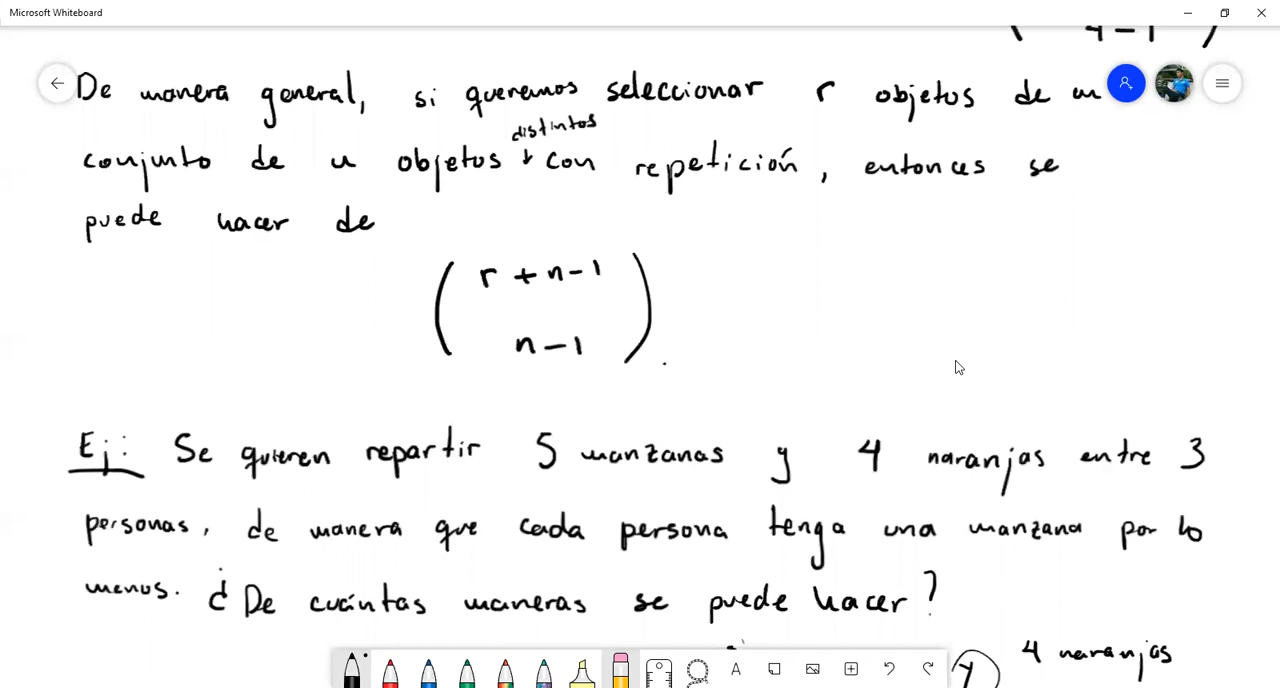 Microsoft Whiteboard
4-1
De manera general, si queremos seleccionar r objetos de un
distintos
conjunto de n objetos ↓ con repetición, entonces se
puede hacer de
( r + n-1
n-1 ).
Ej: Se quieren repartir 5 manzanas y 4 naranjas entre 3
personas, de manera que cada persona tenga una manzana por lo
menos. ¿De cuántas maneras se puede hacer?
y 4 naranjas
A